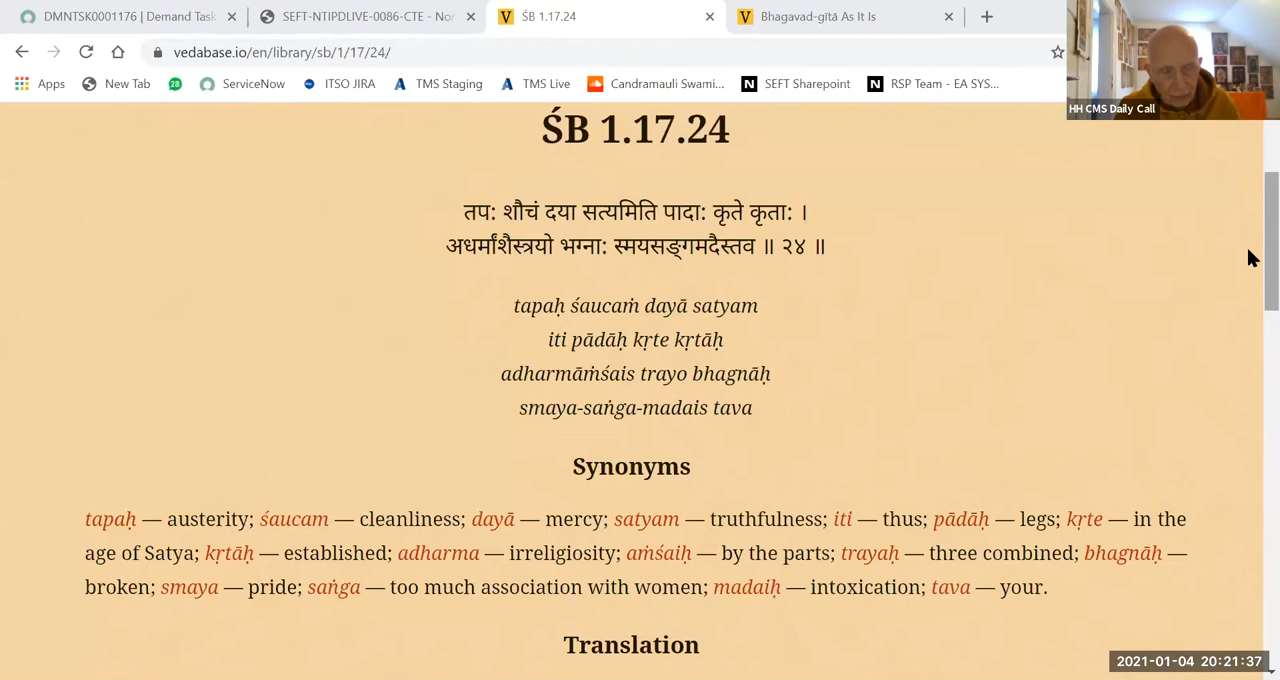 DMNTSK0001176 | Demand Task
SEFT-NTIPDLIVE-0086-CTE - Nor
ŚB 1.17.24
Bhagavad-gītā As It Is
vedabase.io/en/library/sb/1/17/24/
Apps
New Tab
28
ServiceNow
ITSO JIRA
TMS Staging
TMS Live
Candramauli Swami...
SEFT Sharepoint
RSP Team - EA SYS...
HH CMS Daily Call
ŚB 1.17.24
तप: शौचं दया सत्यमिति पादा: कृते कृता: ।
अधर्मांशैस्त्रयो भग्ना: स्मयसङ्गमदैस्तव ॥ २४ ॥
tapaḥ śaucaṁ dayā satyam
iti pādāḥ kṛte kṛtāḥ
adharmāṁśais trayo bhagnāḥ
smaya-saṅga-madais tava
Synonyms
tapaḥ — austerity; śaucam — cleanliness; dayā — mercy; satyam — truthfulness; iti — thus; pādāḥ — legs; kṛte — in the
age of Satya; kṛtāḥ — established; adharma — irreligiosity; aṁśaiḥ — by the parts; trayaḥ — three combined; bhagnāḥ —
broken; smaya — pride; saṅga — too much association with women; madaiḥ — intoxication; tava — your.
Translation
2021-01-04 20:21:37